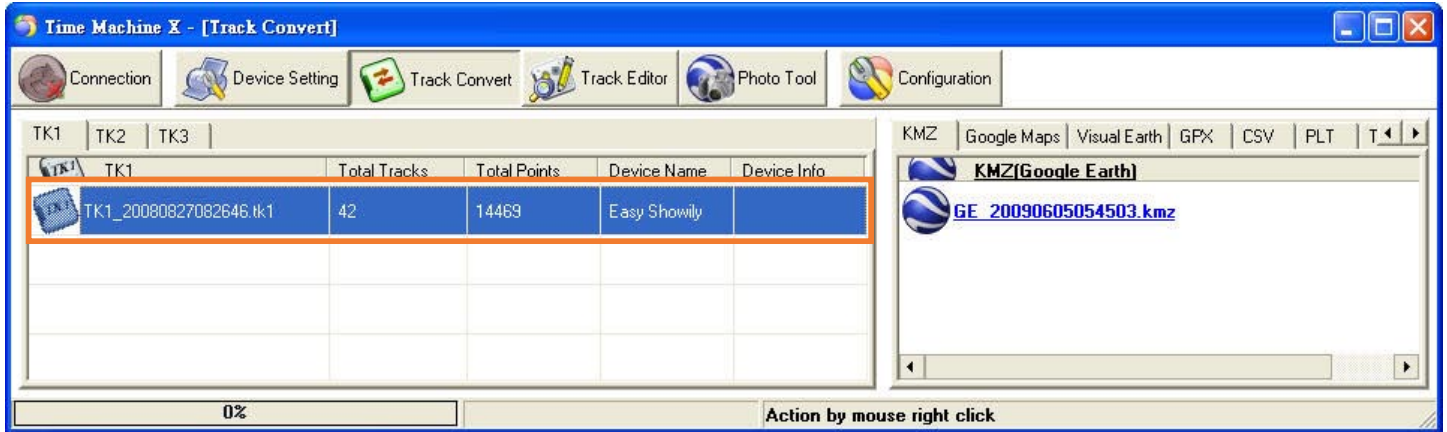 Time Machine X - [Track Convert]
Connection Device Setting Track Convert Track Editor Photo Tool Configuration
TK1 TK2 TK3
TK1 Total Tracks Total Points Device Name Device Info
TK1_20080827082646.tk1 42 14469 Easy Showily
KMZ Google Maps Visual Earth GPX CSV PLT T
KMZ(Google Earth)
GE_20090605054503.kmz
0% Action by mouse right click